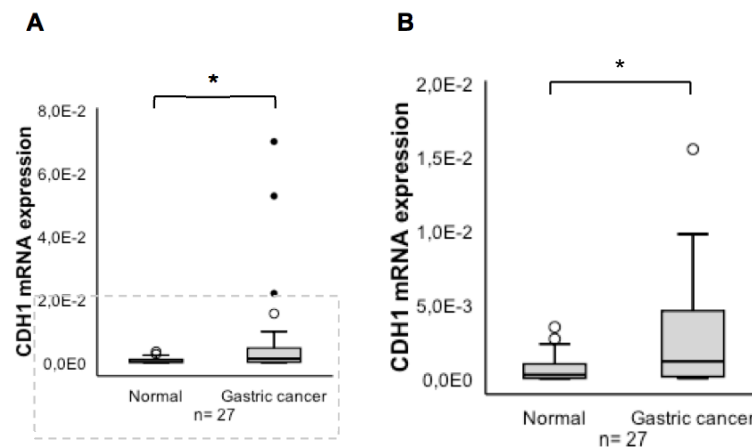 A
*
CDH1 mRNA expression
8,0E-2
6,0E-2
4,0E-2
2,0E-2
0,0E0
Normal
Gastric cancer
n= 27
B
*
CDH1 mRNA expression
2,0E-2
1,5E-2
1,0E-2
5,0E-3
0,0E0
Normal
Gastric cancer
n= 27